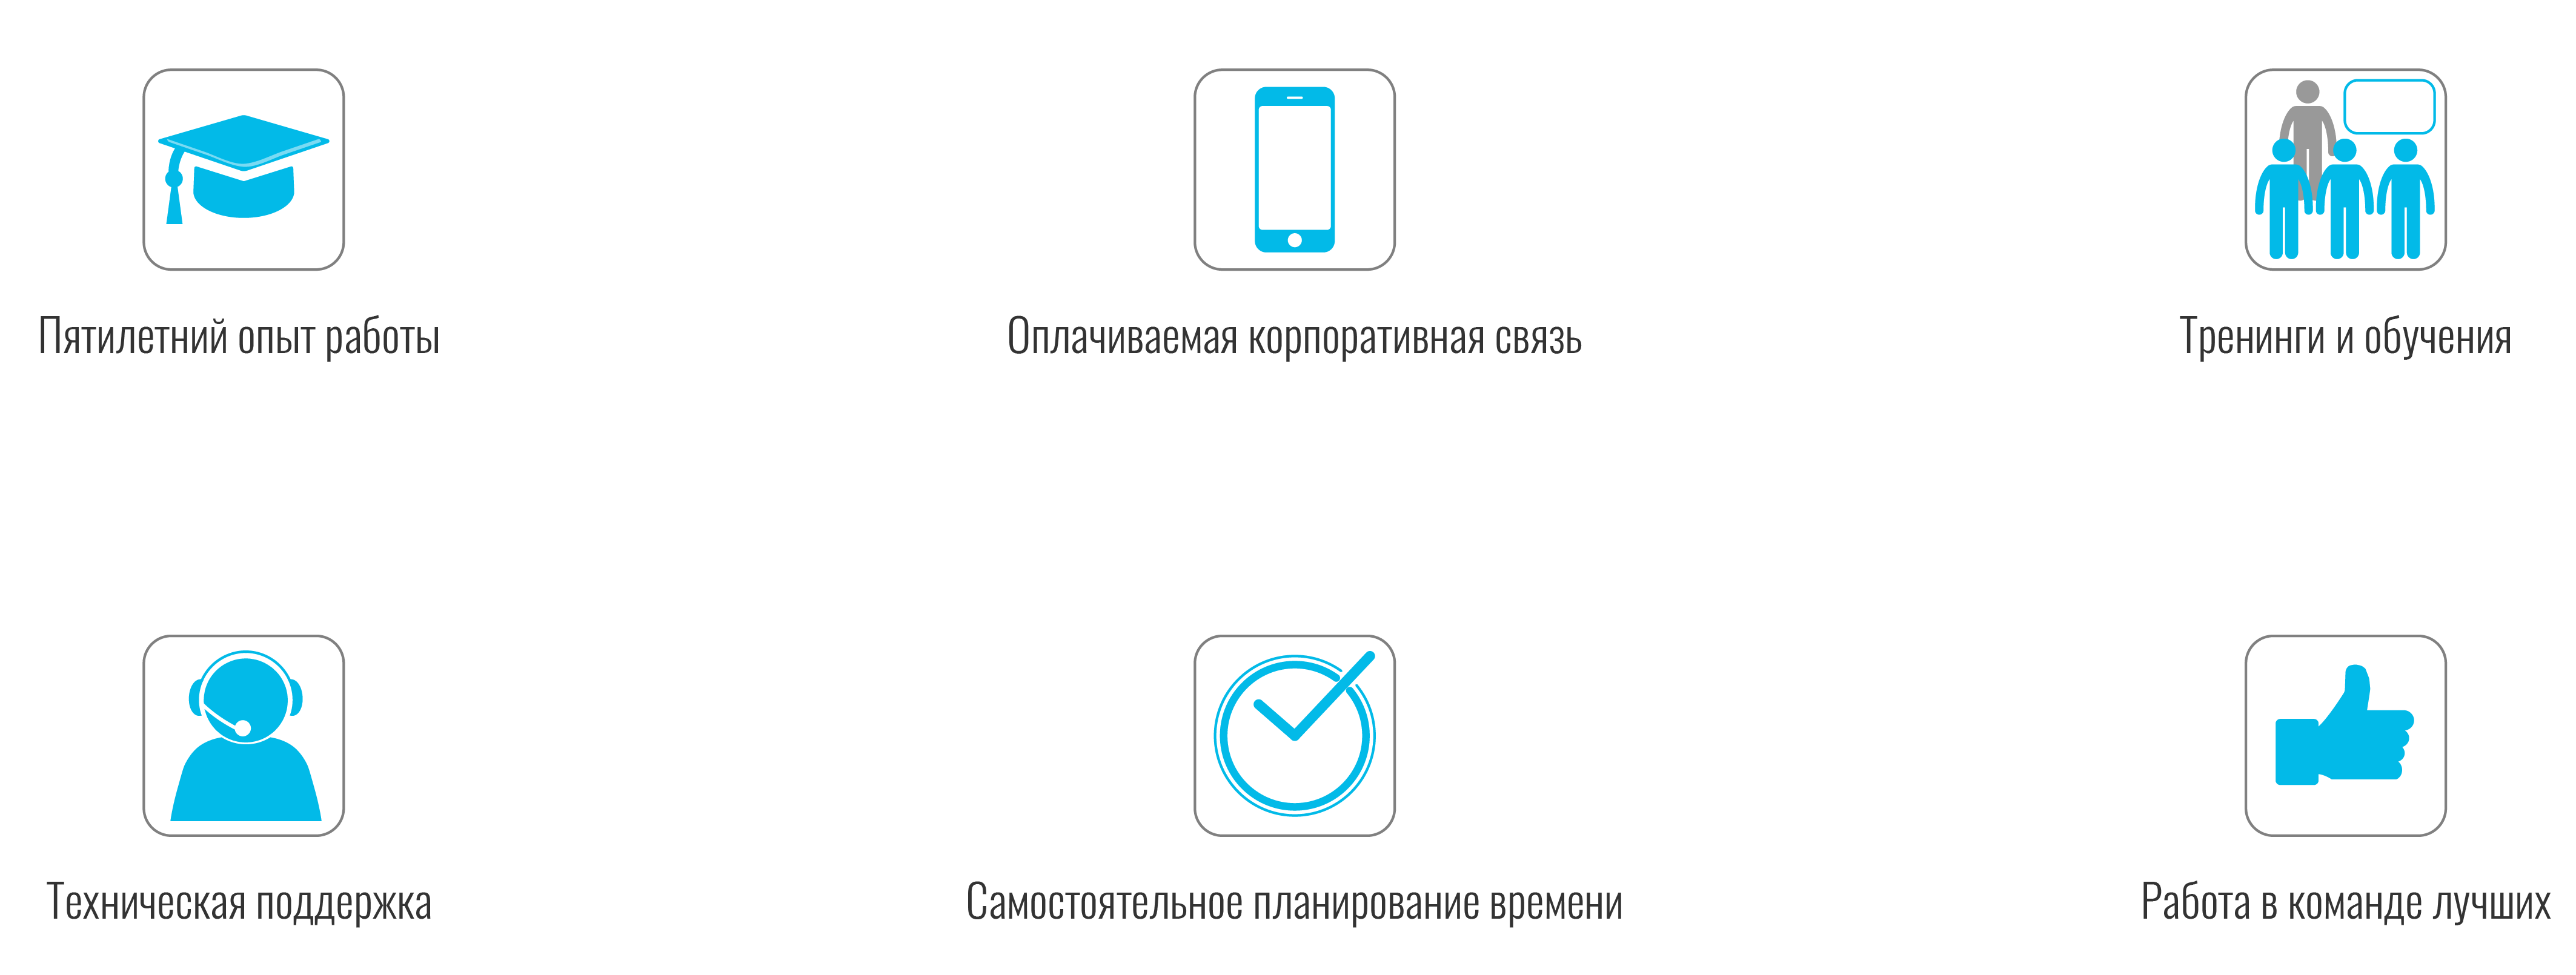 Пятилетний опыт работы
Оплачиваемая корпоративная связь
Тренинги и обучения
Техническая поддержка
Самостоятельное планирование времени
Работа в команде лучших